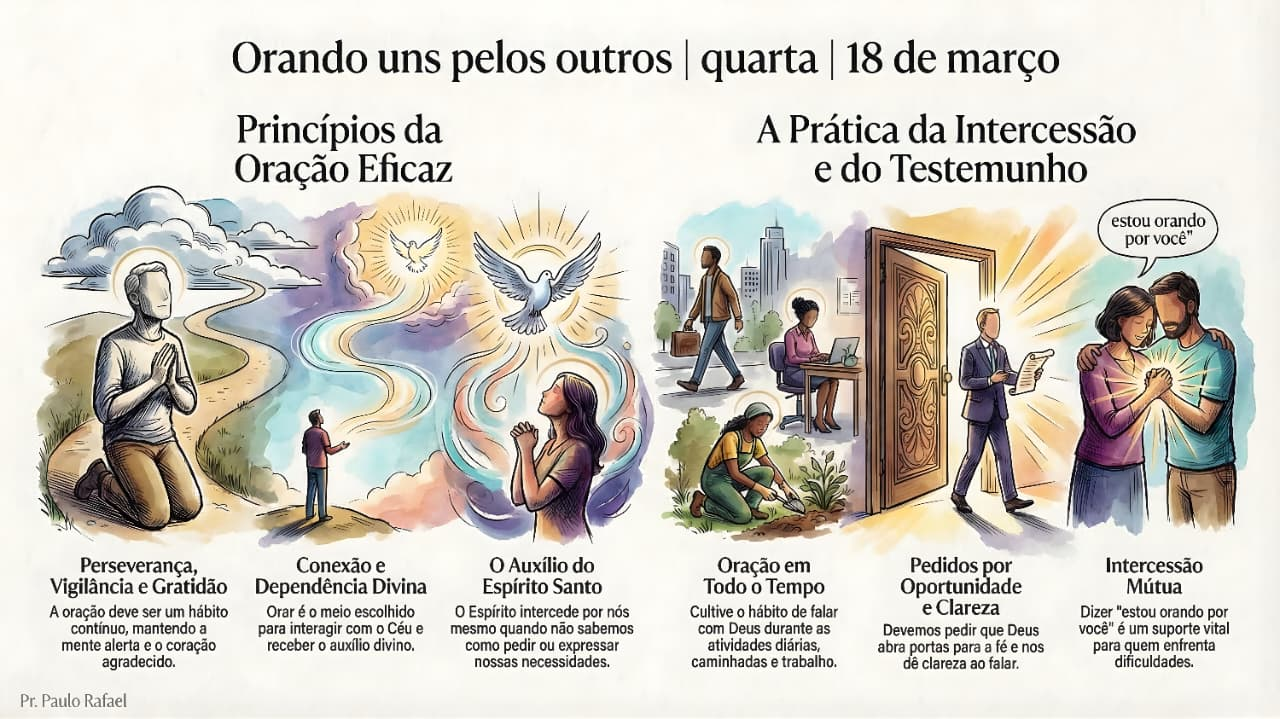 Orando uns pelos outros | quarta | 18 de março
Princípios da
Oração Eficaz
Perseverança,
Vigilância e Gratidão
A oração deve ser um hábito
contínuo, mantendo a
mente alerta e o coração
agradecido.
Conexão e
Dependência Divina
Orar é o meio escolhido
para interagir com o Céu e
receber o auxílio divino.
O Auxílio do
Espírito Santo
O Espírito intercede por nós
mesmo quando não sabemos
como pedir ou expressar
nossas necessidades.
A Prática da Intercessão
e do Testemunho
estou orando
por você"
Oração em
Todo o Tempo
Cultive o hábito de falar
com Deus durante as
atividades diárias,
caminhadas e trabalho.
Pedidos por
Oportunidade
e Clareza
Devemos pedir que Deus
abra portas para a fé e nos
dê clareza ao falar.
Intercessão
Mútua
Dizer "estou orando por
você" é um suporte vital
para quem enfrenta
dificuldades.
Pr. Paulo Rafael